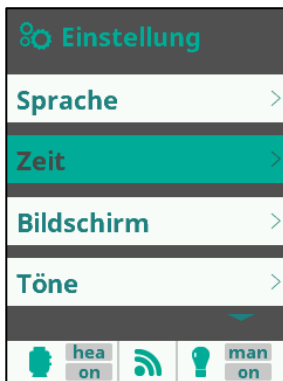 Einstellung
Sprache
Zeit
Bildschirm
Töne
hea man
on on